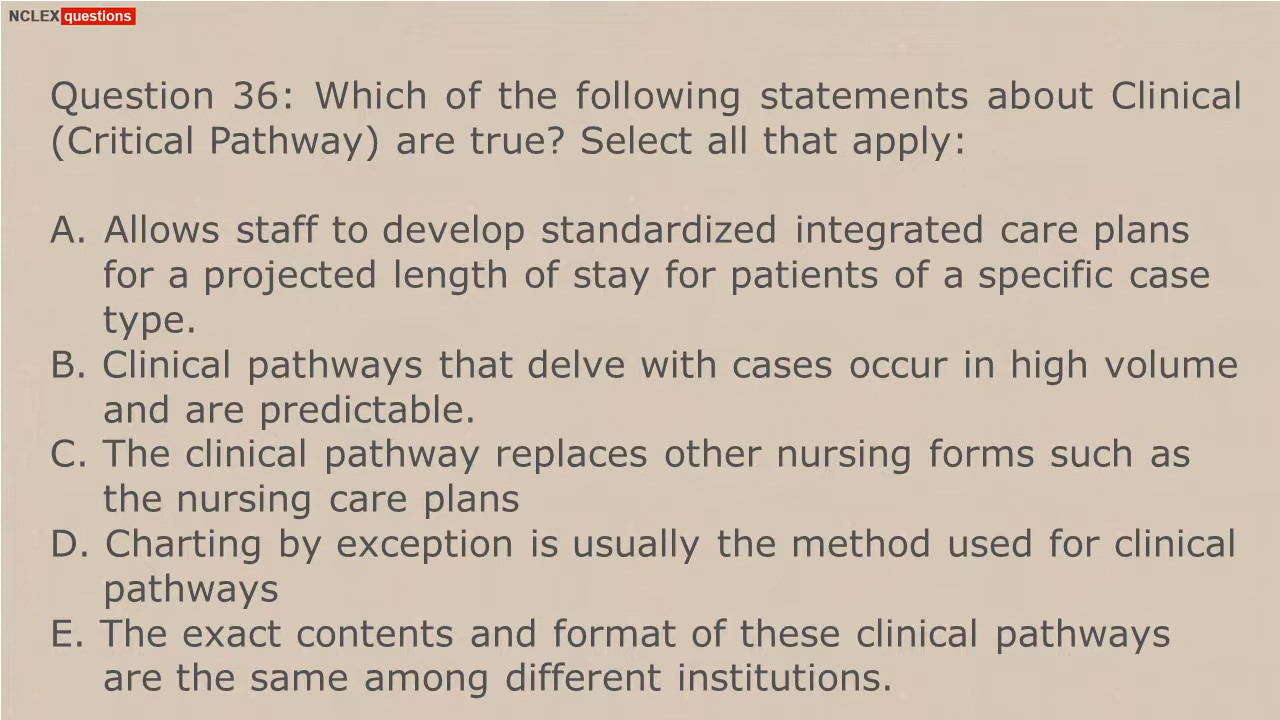 NCLEX questions
Question 36: Which of the following statements about Clinical
(Critical Pathway) are true? Select all that apply:
A. Allows staff to develop standardized integrated care plans
for a projected length of stay for patients of a specific case
type.
B. Clinical pathways that delve with cases occur in high volume
and are predictable.
C. The clinical pathway replaces other nursing forms such as
the nursing care plans
D. Charting by exception is usually the method used for clinical
pathways
E. The exact contents and format of these clinical pathways
are the same among different institutions.